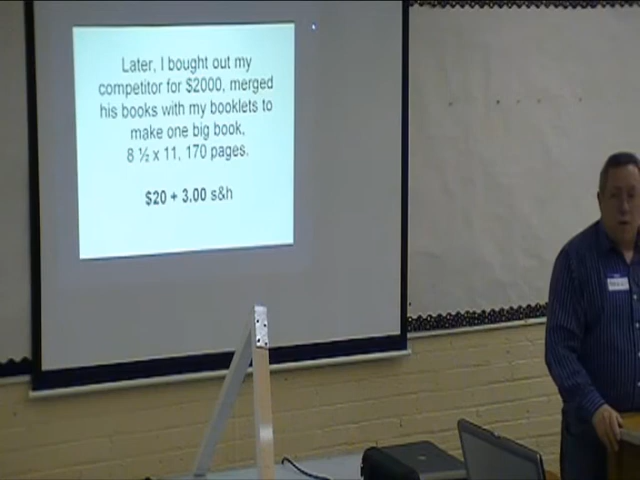 Later, I bought out my
competitor for $2000, merged
his books with my booklets to
make one big book,
8 ½ x 11, 170 pages.
$20 + 3.00 s&h